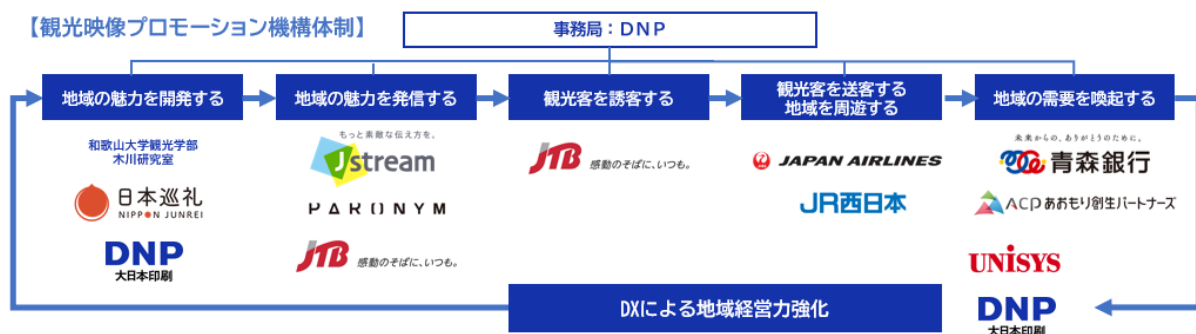 【観光映像プロモーション機構体制】
事務局：DNP
地域の魅力を開発する
地域の魅力を発信する
観光客を誘客する
観光客を送客する
地域を周遊する
地域の需要を喚起する
和歌山大学観光学部
木川研究室
日本巡礼
NIPPON JUNREI
DNP
大日本印刷
もっと素敵な伝え方を。
Jstream
PARONYM
JTB 感動のそばに、いつも。
JTB 感動のそばに、いつも。
JAPAN AIRLINES
JR西日本
未来からの、ありがとうのために。
青森銀行
ACPあおもり創生パートナーズ
UNiSYS
DNP
大日本印刷
DXによる地域経営力強化